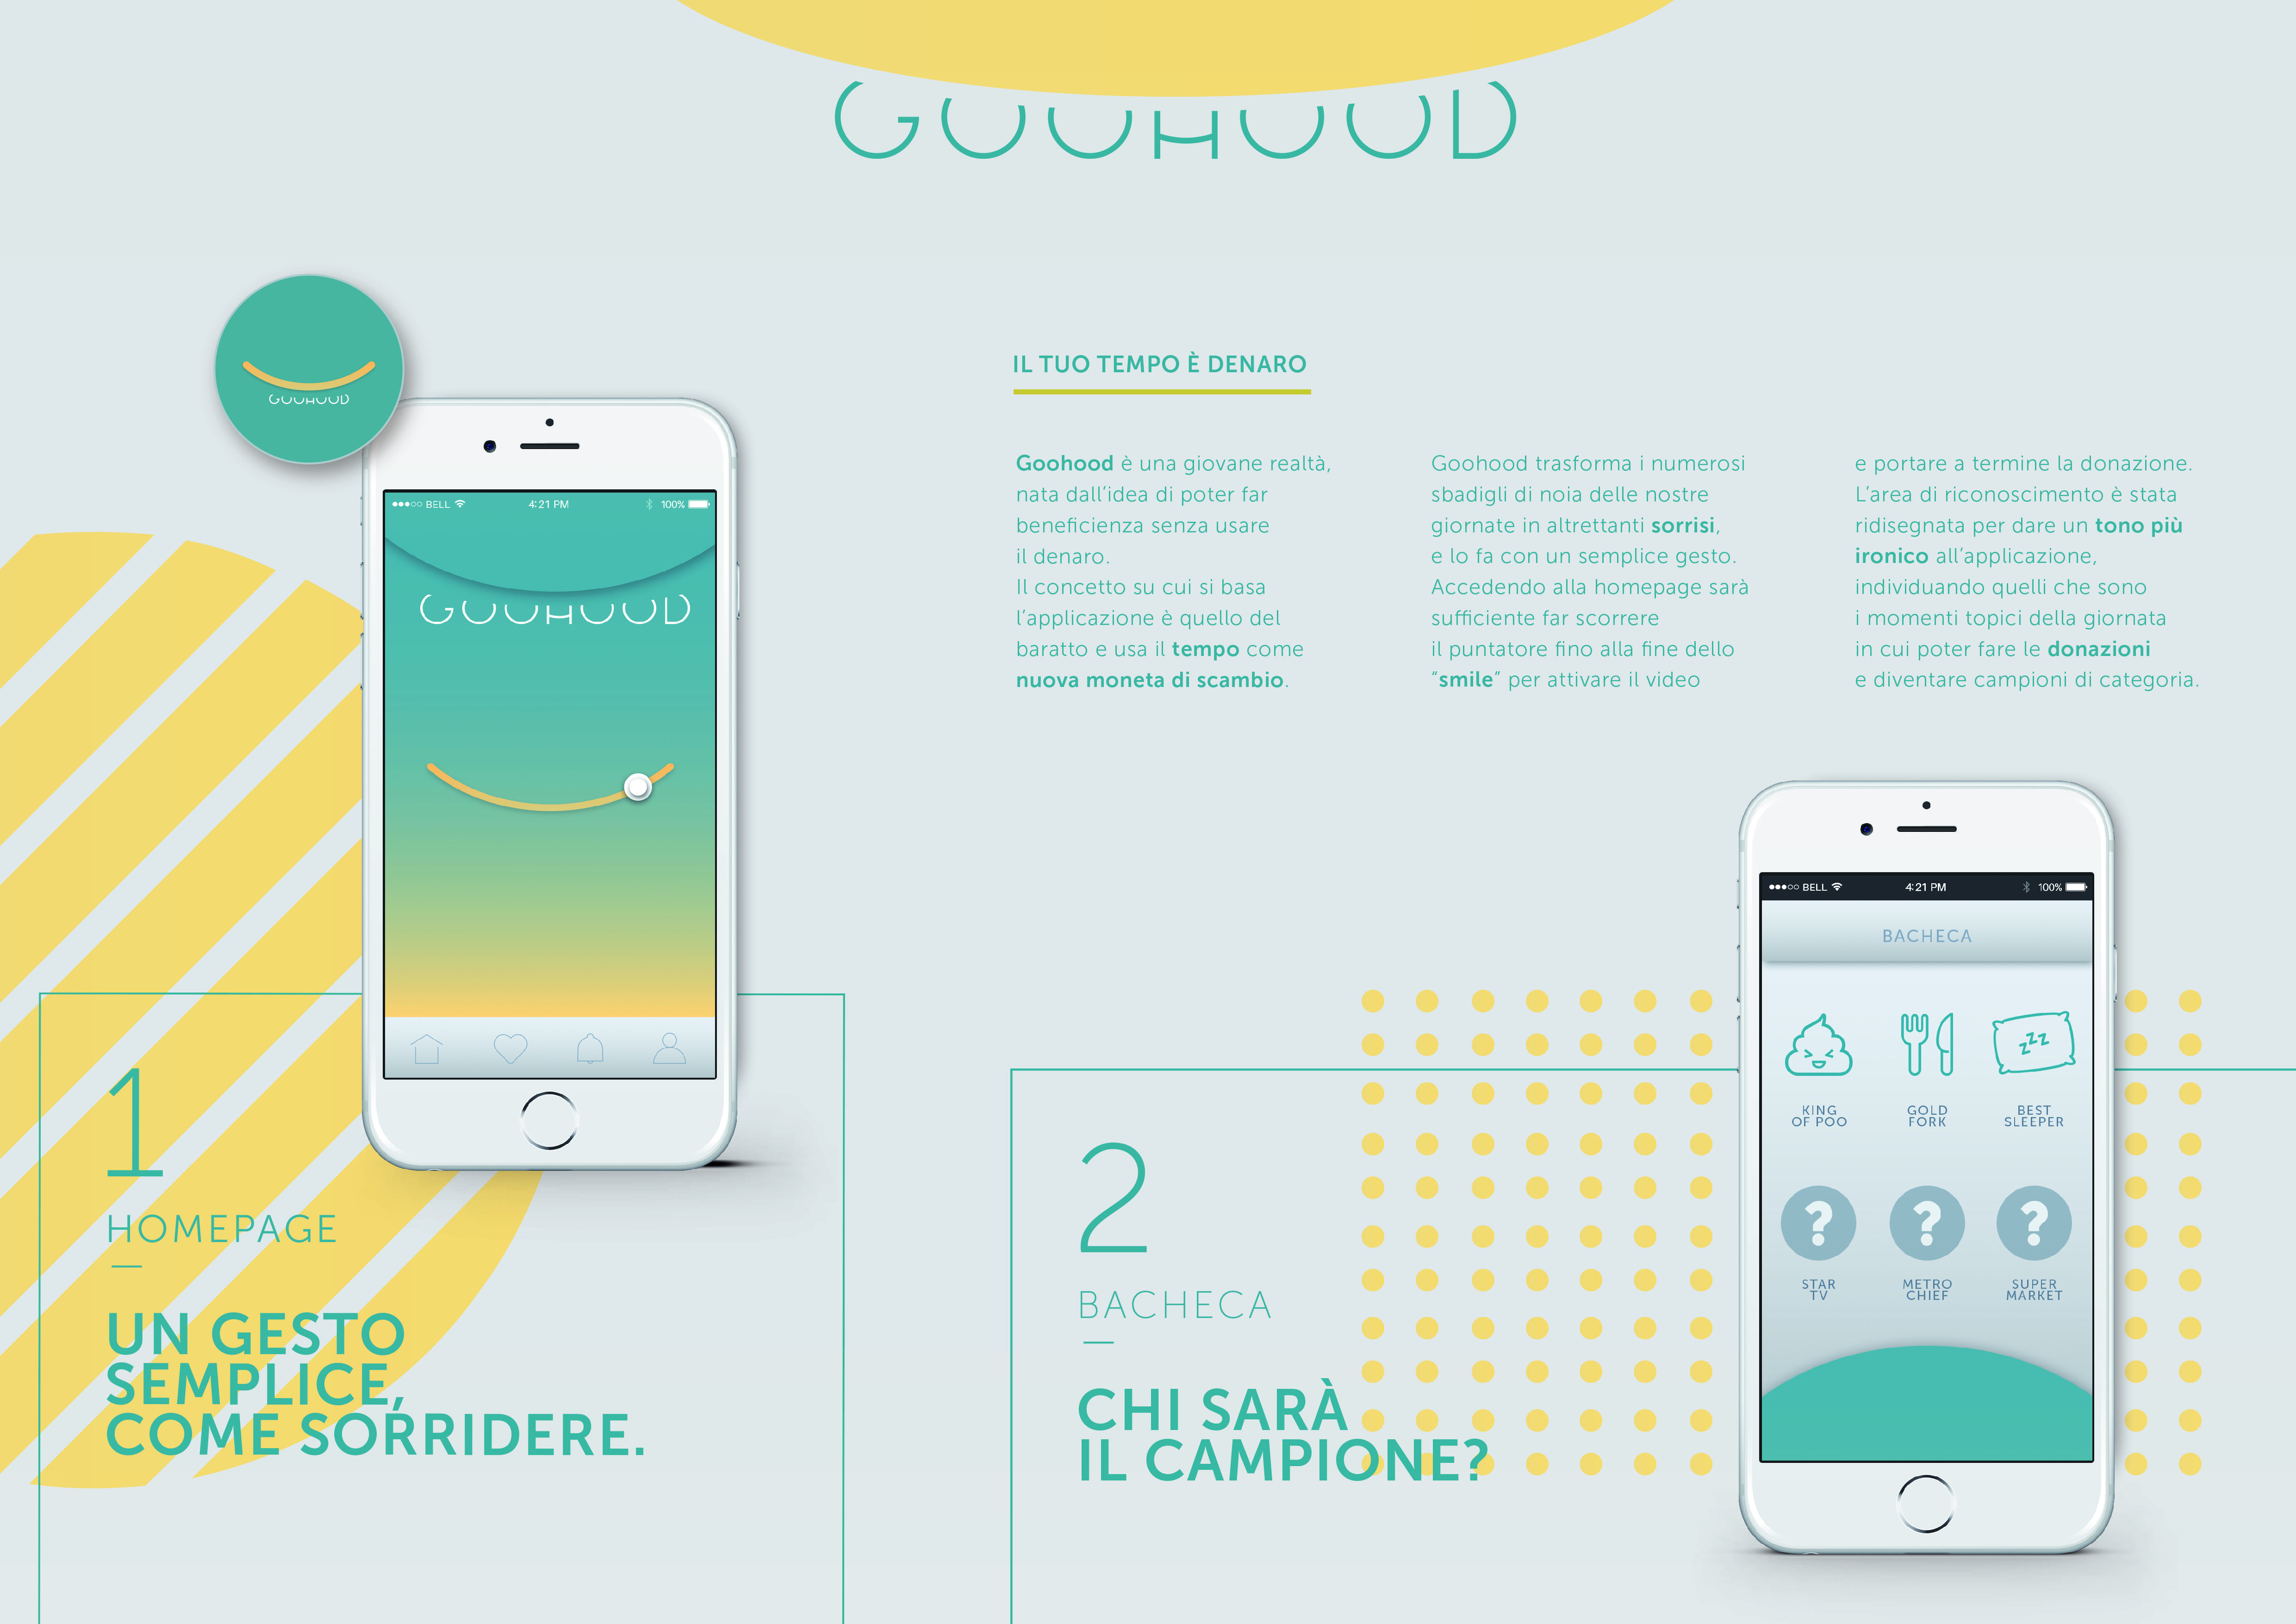 GOOHOOD
GOOHOOD
BELL 4:21 PM 100%
GOOHOOD
IL TUO TEMPO È DENARO
Goohood è una giovane realtà,
nata dall'idea di poter far
beneficienza senza usare
il denaro.
Il concetto su cui si basa
l'applicazione è quello del
baratto e usa il tempo come
nuova moneta di scambio.
Goohood trasforma i numerosi
sbadigli di noia delle nostre
giornate in altrettanti sorrisi,
e lo fa con un semplice gesto.
Accedendo alla homepage sarà
sufficiente far scorrere
il puntatore fino alla fine dello
“smile” per attivare il video
e portare a termine la donazione.
L'area di riconoscimento è stata
ridisegnata per dare un tono più
ironico all'applicazione,
individuando quelli che sono
i momenti topici della giornata
in cui poter fare le donazioni
e diventare campioni di categoria.
1
HOMEPAGE
UN GESTO
SEMPLICE,
COME SORRIDERE.
2
BACHECA
CHI SARÀ
IL CAMPIONE?
BELL 4:21 PM 100%
BACHECA
zzz
KING
OF POO
GOLD
FORK
BEST
SLEEPER
? ? ?
STAR
TV
METRO
CHIEF
SUPER
MARKET